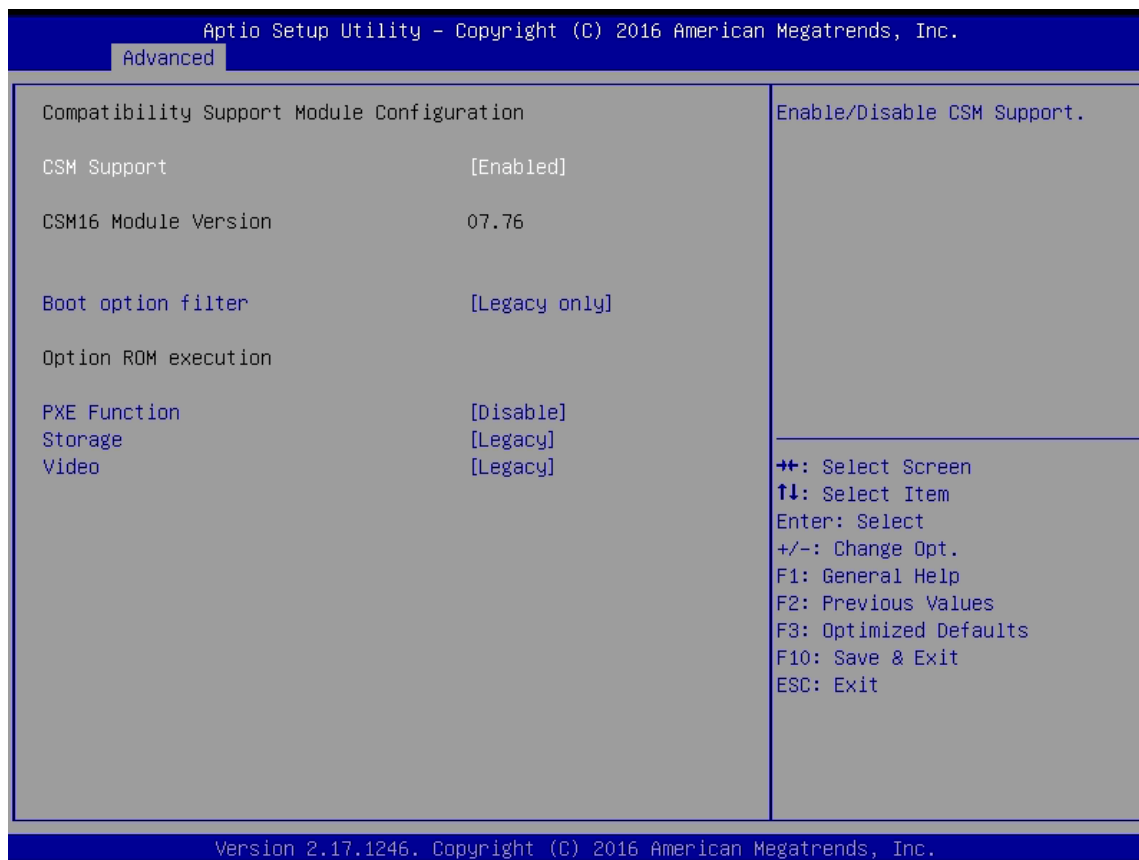 Aptio Setup Utility – Copyright (C) 2016 American Megatrends, Inc.
Advanced
Compatibility Support Module Configuration
CSM Support [Enabled]
CSM16 Module Version 07.76
Boot option filter [Legacy only]
Option ROM execution
PXE Function [Disable]
Storage [Legacy]
Video [Legacy]
Enable/Disable CSM Support.
→←: Select Screen
↑↓: Select Item
Enter: Select
+/-: Change Opt.
F1: General Help
F2: Previous Values
F3: Optimized Defaults
F10: Save & Exit
ESC: Exit
Version 2.17.1246. Copyright (C) 2016 American Megatrends, Inc.